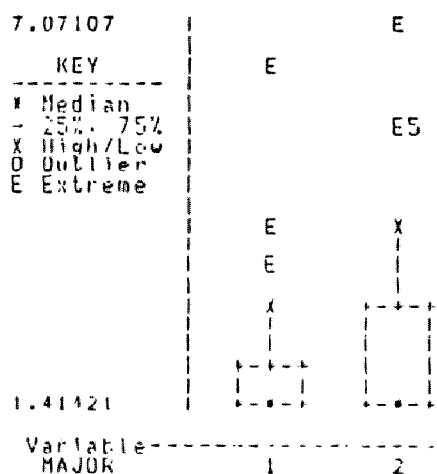 7.07107 E
KEY E
* Median
- 25%, 75% E5
X High/Low
O Outlier
E Extreme
E X
E
X
1.41421
Variable
MAJOR 1 2